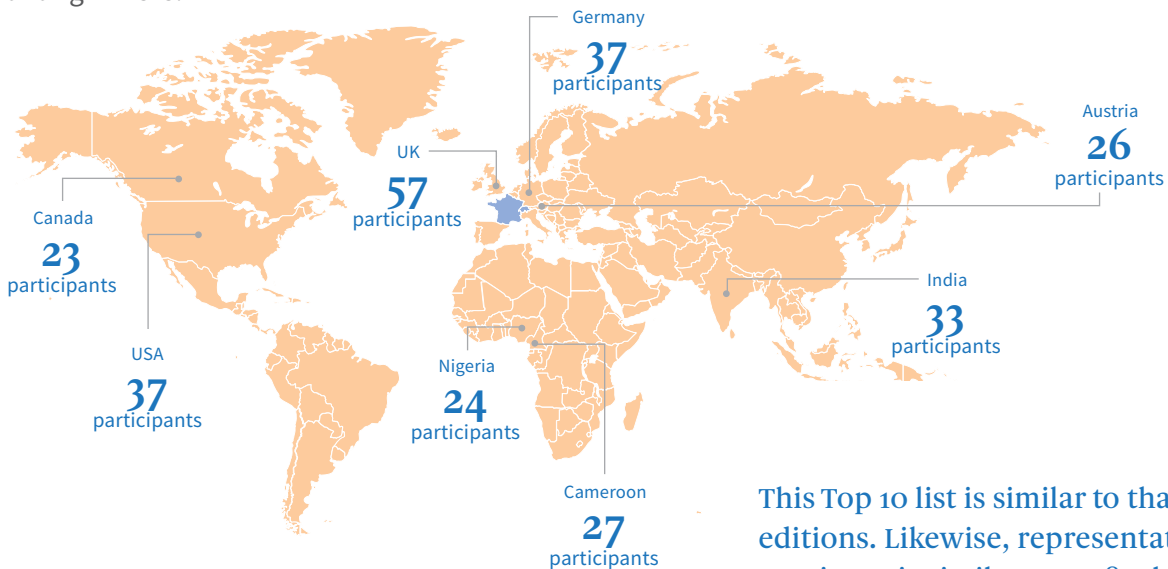 Germany
37
participants
Austria
26
participants
UK
57
participants
Canada
23
participants
India
33
participants
USA
37
participants
Nigeria
24
participants
Cameroon
27
participants
This Top 10 list is similar to tha
editions. Likewise, representat